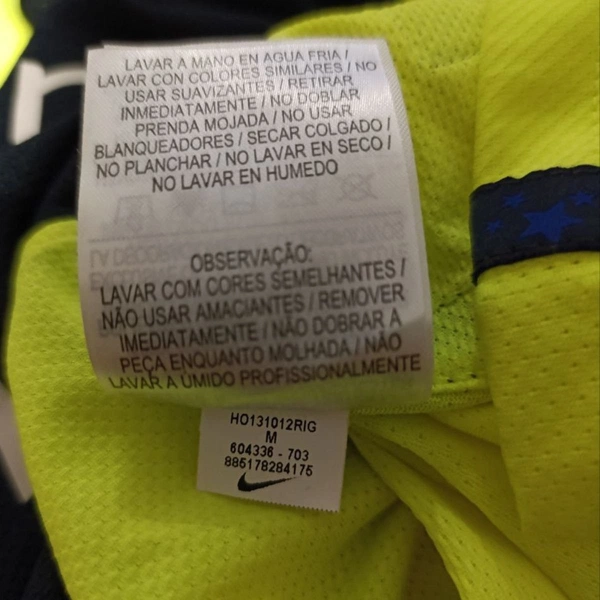 LAVAR A MANO EN AGUA FRIA /
LAVAR CON COLORES SIMILARES / NO
USAR SUAVIZANTES / RETIRAR
INMEDIATAMENTE / NO DOBLAR
PRENDA MOJADA / NO USAR
BLANQUEADORES / SECAR COLGADO /
NO PLANCHAR / NO LAVAR EN SECO /
NO LAVAR EN HUMEDO
OBSERVAÇÃO:
LAVAR COM CORES SEMELHANTES /
NÃO USAR AMACIANTES / REMOVER
IMEDIATAMENTE / NÃO DOBRAR A
PEÇA ENQUANTO MOLHADA / NÃO
LAVAR A ÚMIDO PROFISSIONALMENTE
HO131012RIG
M
604336 - 703
885178284175